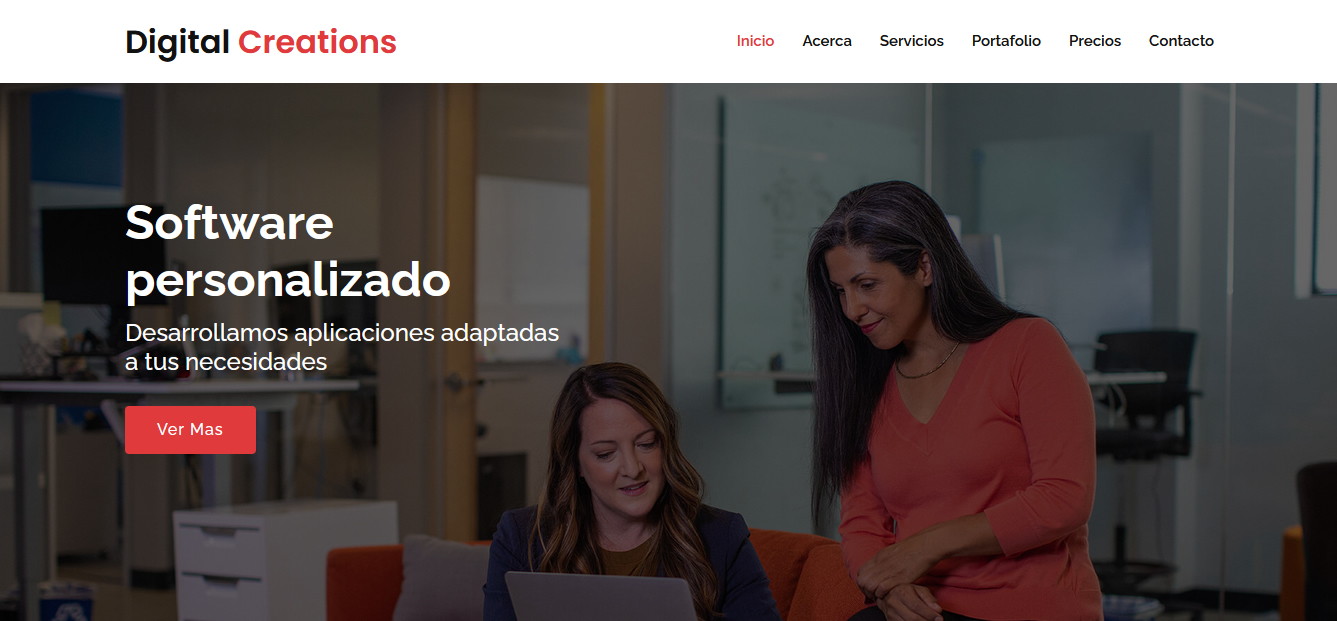 Digital Creations
Inicio Acerca Servicios Portafolio Precios Contacto
Software
personalizado
Desarrollamos aplicaciones adaptadas
a tus necesidades
Ver Mas